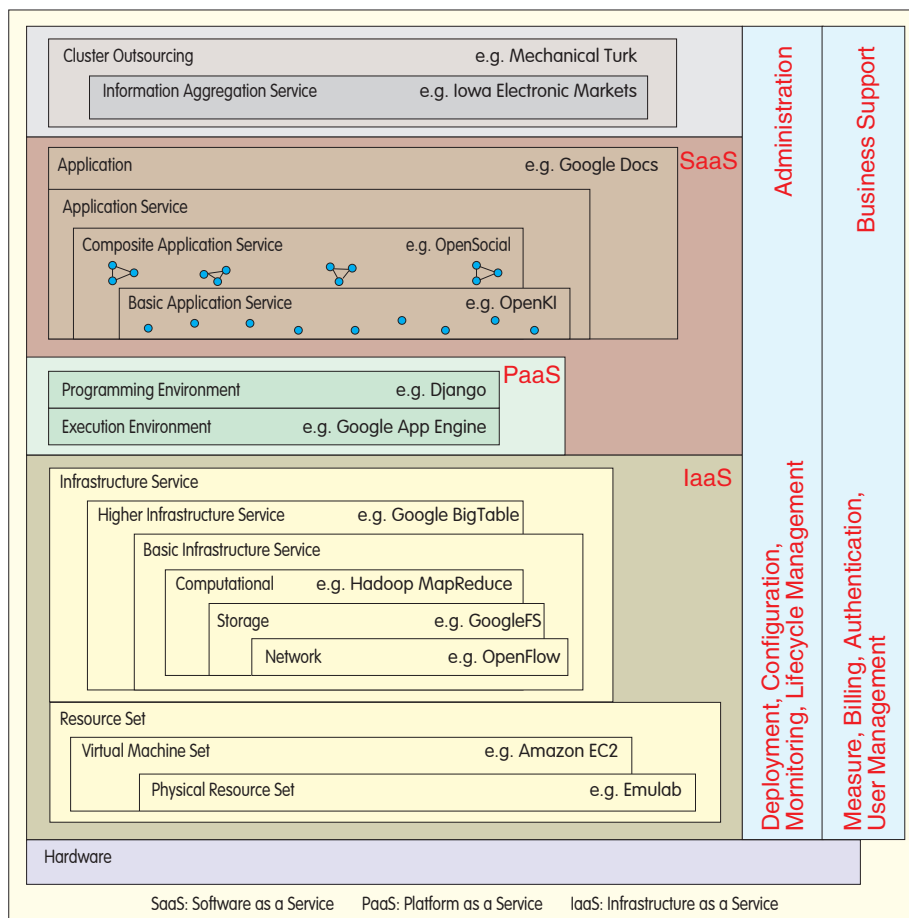 Cluster Outsourcing e.g. Mechanical Turk
Information Aggregation Service e.g. Iowa Electronic Markets
SaaS
Application e.g. Google Docs
Application Service
Composite Application Service e.g. OpenSocial
Basic Application Service e.g. OpenKI
PaaS
Programming Environment e.g. Django
Execution Environment e.g. Google App Engine
IaaS
Infrastructure Service
Higher Infrastructure Service e.g. Google BigTable
Basic Infrastructure Service
Computational e.g. Hadoop MapReduce
Storage e.g. GoogleFS
Network e.g. OpenFlow
Resource Set
Virtual Machine Set e.g. Amazon EC2
Physical Resource Set e.g. Emulab
Hardware
Administration
Deployment, Configuration,
Mornitoring, Lifecycle Management
Business Support
Measure, Billing, Authentication,
User Management
SaaS: Software as a Service PaaS: Platform as a Service IaaS: Infrastructure as a Service